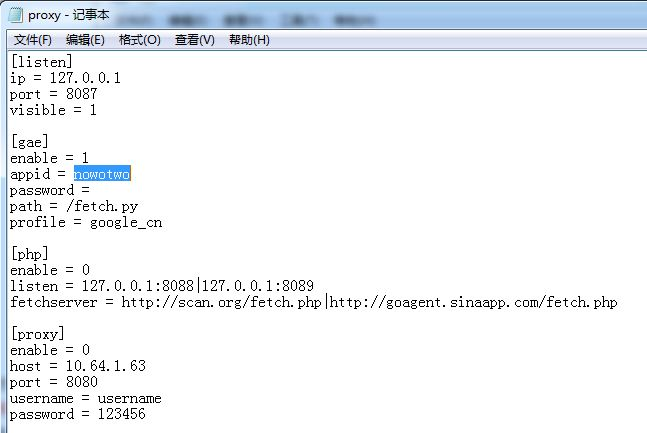 proxy - 记事本
文件(F) 编辑(E) 格式(O) 查看(V) 帮助(H)
[listen]
ip = 127.0.0.1
port = 8087
visible = 1
[gae]
enable = 1
appid = nowotwo
password =
path = /fetch.py
profile = google_cn
[php]
enable = 0
listen = 127.0.0.1:8088|127.0.0.1:8089
fetchserver = http://scan.org/fetch.php|http://goagent.sinaapp.com/fetch.php
[proxy]
enable = 0
host = 10.64.1.63
port = 8080
username = username
password = 123456